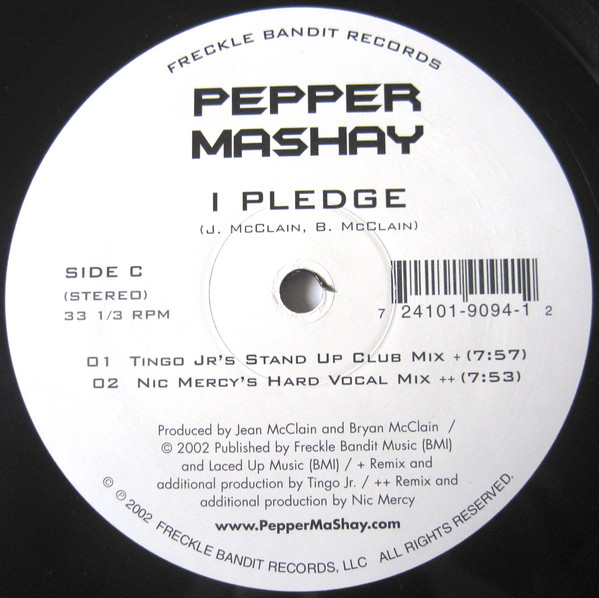 FRECKLE BANDIT RECORDS
PEPPER
MASHAY
I PLEDGE
(J. McClain, B. McClain)
SIDE C
(STEREO)
33 1/3 RPM
7 24101-9094-1 2
01 Tingo Jr's Stand Up Club Mix + (7:57)
02 Nic Mercy's Hard Vocal Mix ++ (7:53)
Produced by Jean McClain and Bryan McClain /
© 2002 Published by Freckle Bandit Music (BMI)
and Laced Up Music (BMI) / + Remix and
additional production by Tingo Jr. / ++ Remix and
additional production by Nic Mercy
www.PepperMaShay.com
© ℗ 2002 FRECKLE BANDIT RECORDS, LLC ALL RIGHTS RESERVED.